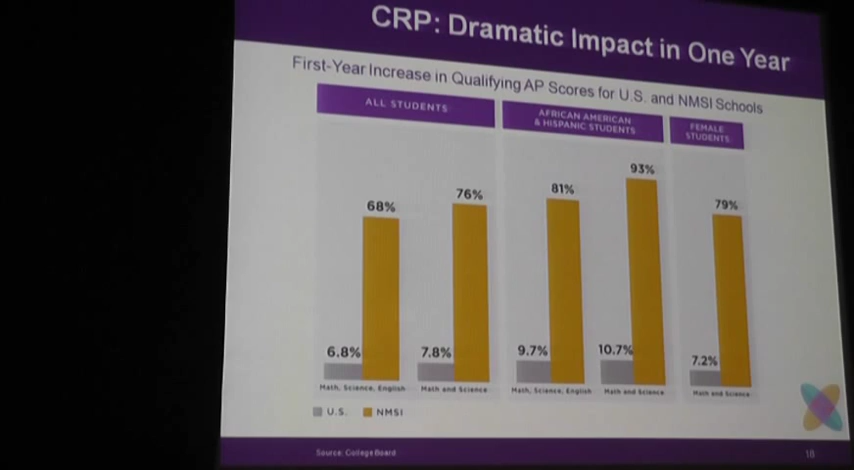 CRP: Dramatic Impact in One Year
First-Year Increase in Qualifying AP Scores for U.S. and NMSI Schools
ALL STUDENTS
AFRICAN AMERICAN
& HISPANIC STUDENTS
FEMALE
STUDENTS
68%
76%
81%
93%
79%
6.8%
7.8%
9.7%
10.7%
7.2%
Math, Science, English
Math and Science
Math, Science, English
Math and Science
Math and Science
U.S.
NMSI
Source: College Board
18